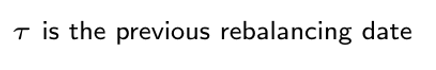 τ is the previous rebalancing date